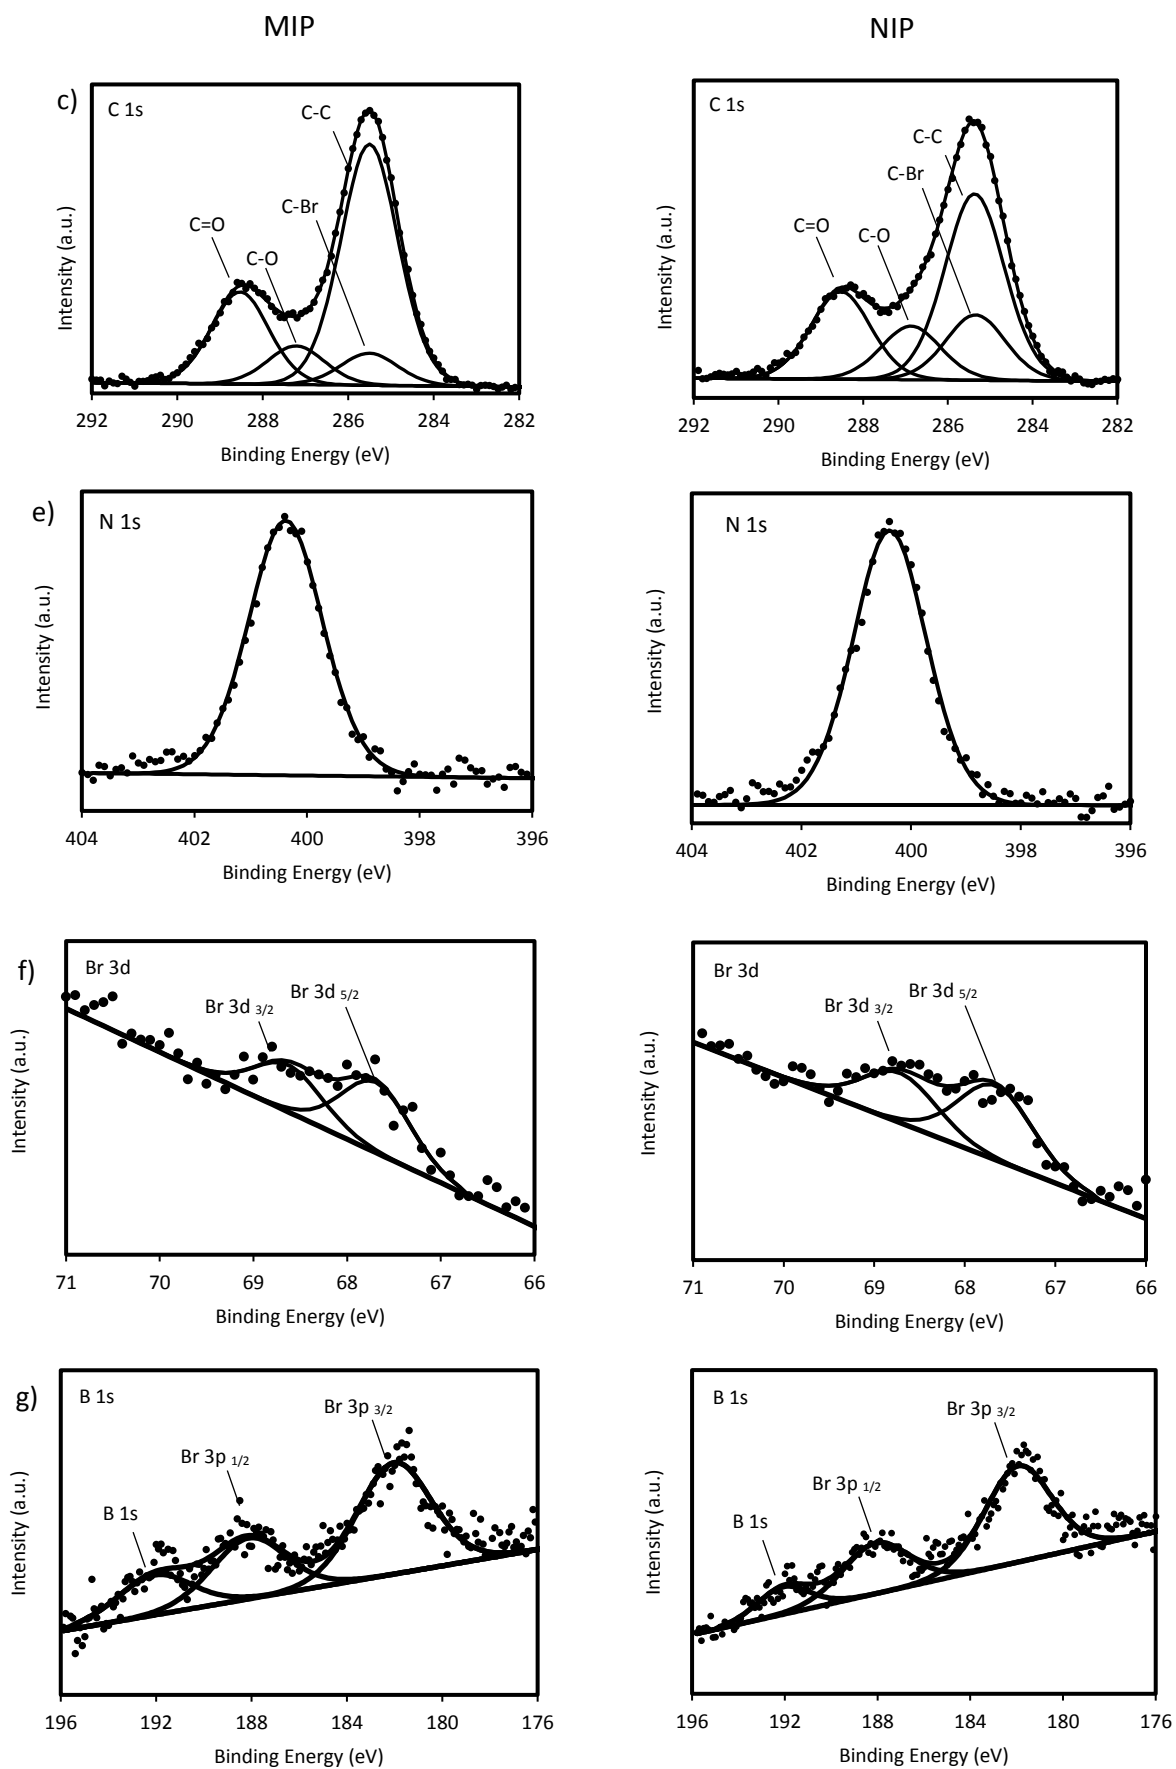 MIP
NIP
c)
C 1s
C-C
C-Br
C=O
C-O
Intensity (a.u.)
292 290 288 286 284 282
Binding Energy (eV)
C 1s
C-C
C-Br
C=O
C-O
Intensity (a.u.)
292 290 288 286 284 282
Binding Energy (eV)
e)
N 1s
Intensity (a.u.)
404 402 400 398 396
Binding Energy (eV)
N 1s
Intensity (a.u.)
404 402 400 398 396
Binding Energy (eV)
f)
Br 3d
Br 3d 5/2
Br 3d 3/2
Intensity (a.u.)
71 70 69 68 67 66
Binding Energy (eV)
Br 3d
Br 3d 5/2
Br 3d 3/2
Intensity (a.u.)
71 70 69 68 67 66
Binding Energy (eV)
g)
B 1s
Br 3p 3/2
Br 3p 1/2
B 1s
Intensity (a.u.)
196 192 188 184 180 176
Binding Energy (eV)
B 1s
Br 3p 3/2
Br 3p 1/2
B 1s
Intensity (a.u.)
196 192 188 184 180 176
Binding Energy (eV)